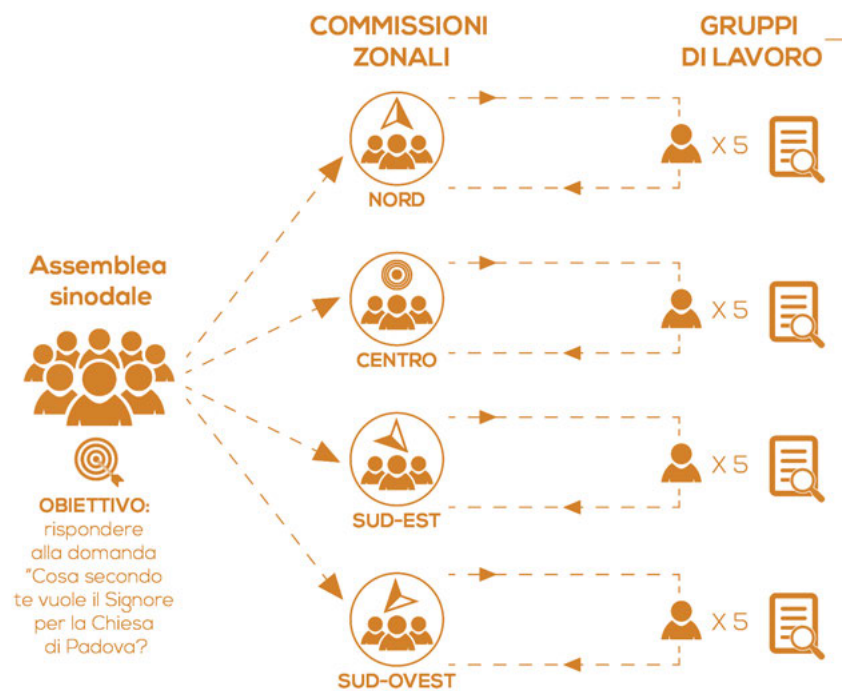 COMMISSIONI
ZONALI
GRUPPI
DI LAVORO
NORD
X 5
Assemblea
sinodale
CENTRO
X 5
OBIETTIVO:
rispondere
alla domanda
"Cosa secondo
te vuole il Signore
per la Chiesa
di Padova?
SUD-EST
X 5
SUD-OVEST
X 5